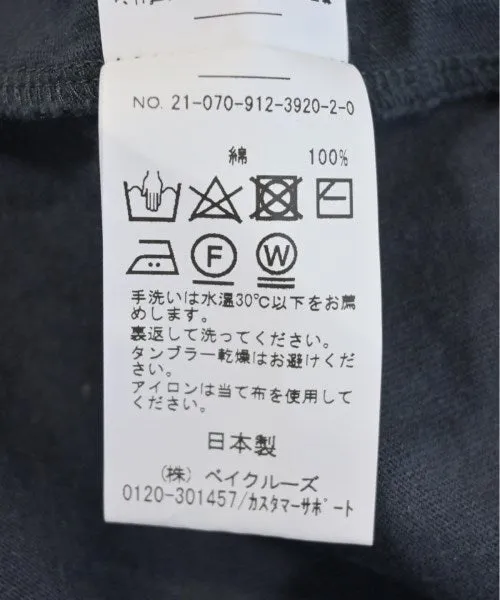 NO. 21-070-912-3920-2-0
綿 100%
F W
手洗いは水温30℃以下をお薦
めします。
裏返して洗ってください。
タンブラー乾燥はお避けくだ
さい。
アイロンは当て布を使用して
ください。
日本製
(株) ベイクルーズ
0120-301457/カスタマーサポート